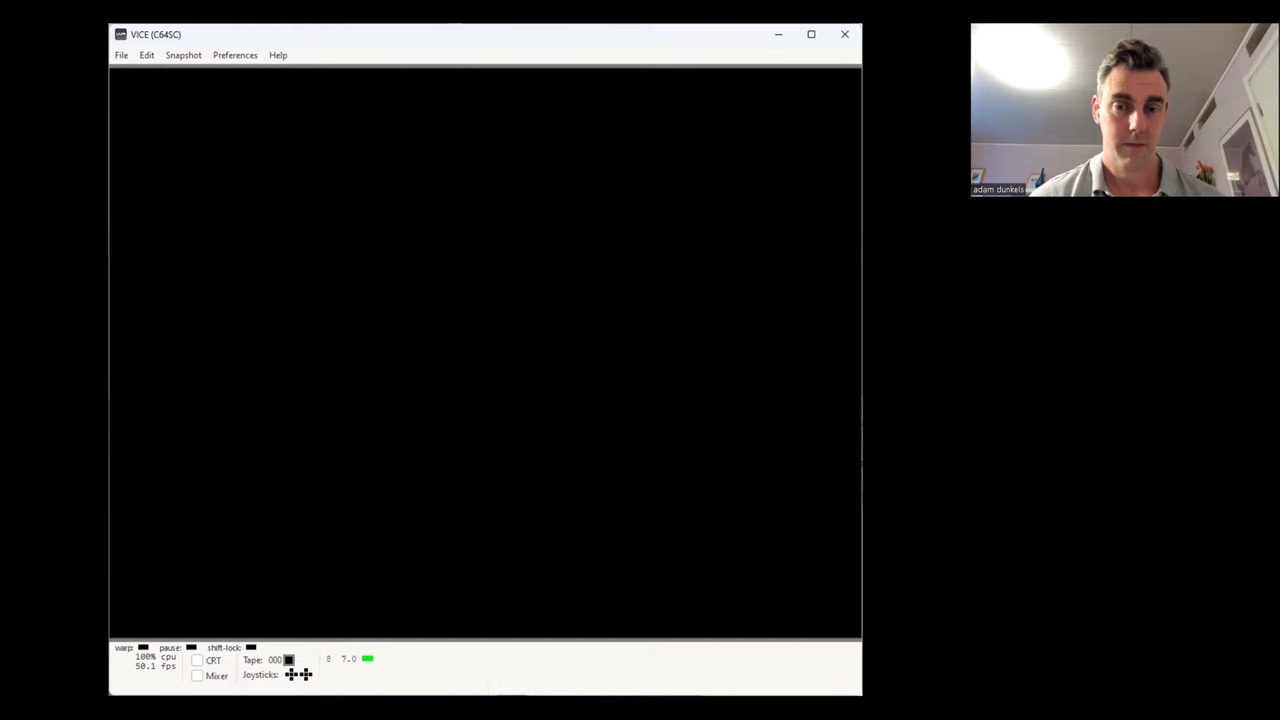 VICE (C64SC)
File Edit Snapshot Preferences Help
adam dunkels
warp: pause: shift-lock:
100% cpu
50.1 fps
CRT
Mixer
Tape: 000
Joysticks:
8 7.0